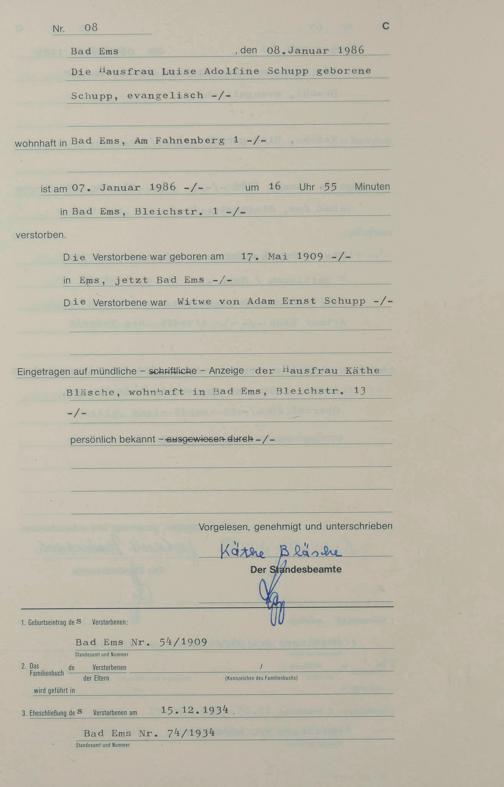 Nr. 08 C
Bad Ems , den 08.Januar 1986
Die Hausfrau Luise Adolfine Schupp geborene
Schupp, evangelisch -/-
wohnhaft in Bad Ems, Am Fahnenberg 1 -/-
ist am 07. Januar 1986 -/- um 16 Uhr 55 Minuten
in Bad Ems, Bleichstr. 1 -/-
verstorben.
Die Verstorbene war geboren am 17. Mai 1909 -/-
in Ems, jetzt Bad Ems -/-
Die Verstorbene war Witwe von Adam Ernst Schupp -/-
Eingetragen auf mündliche – schriftliche – Anzeige der Hausfrau Käthe
Bläsche, wohnhaft in Bad Ems, Bleichstr. 13
-/-
persönlich bekannt – ausgewiesen durch -/-
Vorgelesen, genehmigt und unterschrieben
Käthe Bläsche
Der Standesbeamte
1. Geburtseintrag des Verstorbenen:
Bad Ems Nr. 54/1909
Standesamt und Nummer
2. Das Familienbuch de Verstorbenen /
der Eltern (Kennzeichen des Familienbuchs)
wird geführt in
3. Eheschließung des Verstorbenen am 15.12.1934
Bad Ems Nr. 74/1934
Standesamt und Nummer